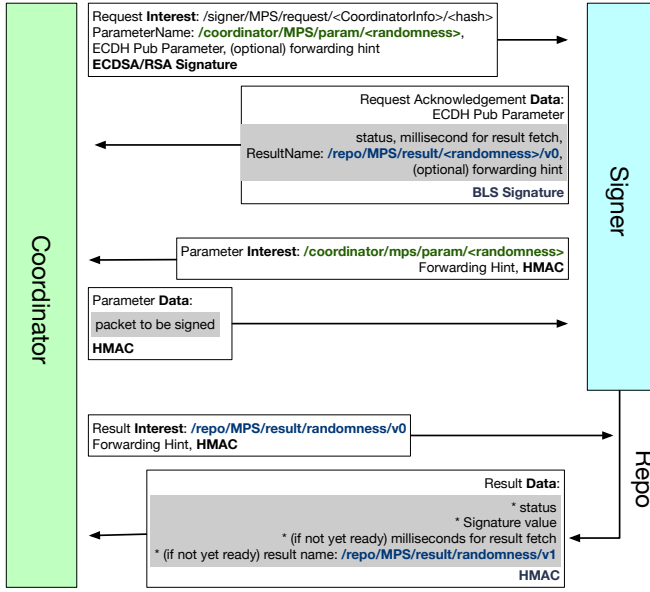 Request Interest: /signer/MPS/request/<CoordinatorInfo>/<hash>
ParameterName: /coordinator/MPS/param/<randomness>,
ECDH Pub Parameter, (optional) forwarding hint
ECDSA/RSA Signature
Request Acknowledgement Data:
ECDH Pub Parameter
status, millisecond for result fetch,
ResultName: /repo/MPS/result/<randomness>/v0,
(optional) forwarding hint
BLS Signature
Coordinator
Signer
Parameter Interest: /coordinator/mps/param/<randomness>
Forwarding Hint, HMAC
Parameter Data:
packet to be signed
HMAC
Result Interest: /repo/MPS/result/randomness/v0
Forwarding Hint, HMAC
Repo
Result Data:
* status
* Signature value
* (if not yet ready) milliseconds for result fetch
* (if not yet ready) result name: /repo/MPS/result/randomness/v1
HMAC